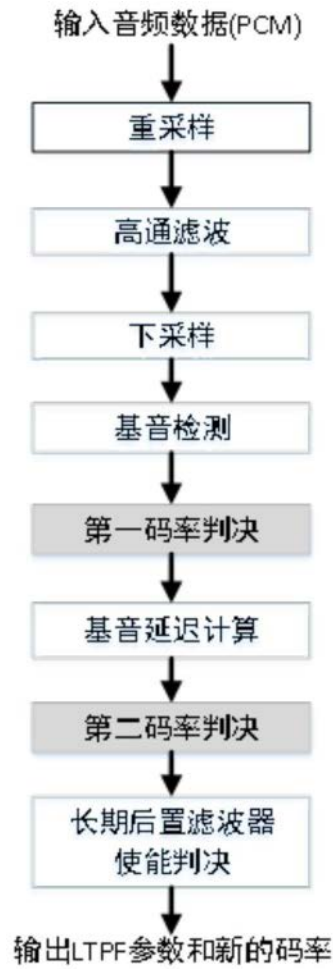 输入音频数据(PCM)
重采样
高通滤波
下采样
基音检测
第一码率判决
基音延迟计算
第二码率判决
长期后置滤波器
使能判决
输出LTPF参数和新的码率